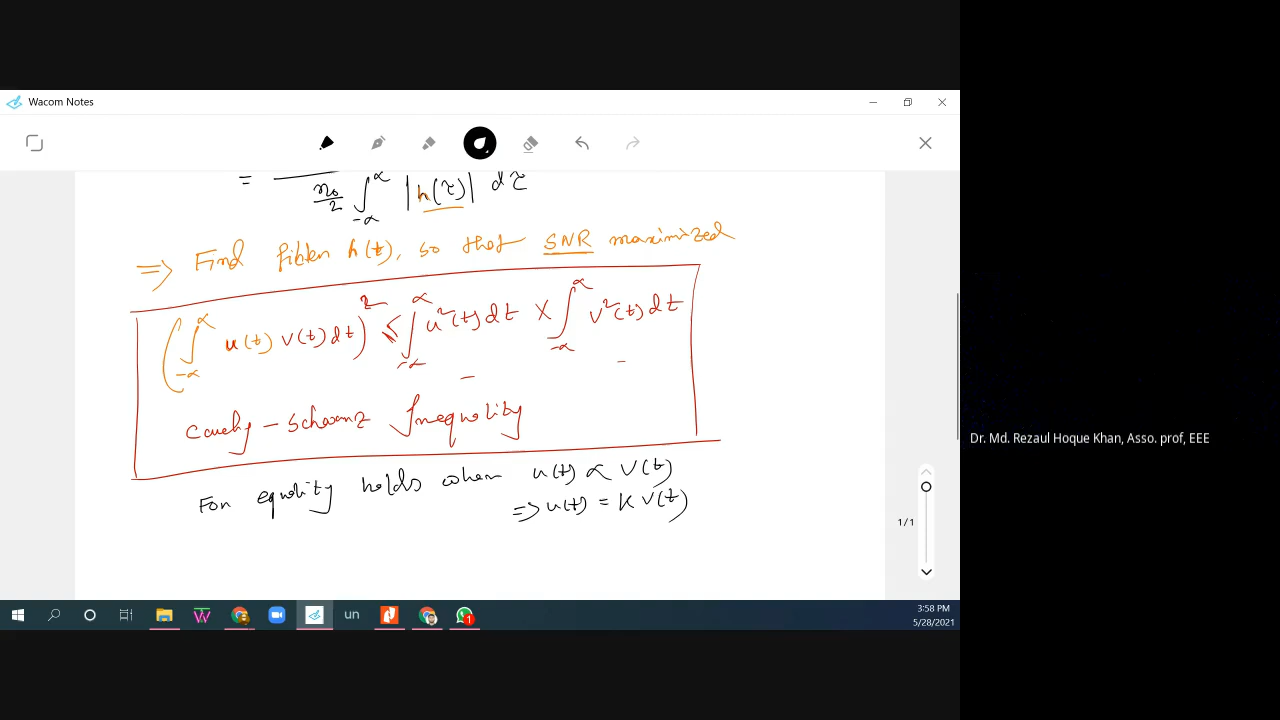 Wacom Notes
= n₀/2 ∫_{-α}^{α} |h(τ)| dτ
=> Find filter h(t), so that SNR maximized
(∫_{-α}^{α} u(t) v(t) dt)² ≤ ∫_{-α}^{α} u²(t) dt × ∫_{-α}^{α} v²(t) dt
Cauchy - Schwarz Inequality
For equality holds when u(t) ∝ v(t)
=> u(t) = K v(t)
1/1
Dr. Md. Rezaul Hoque Khan, Asso. prof, EEE
un
1
3:58 PM
5/28/2021